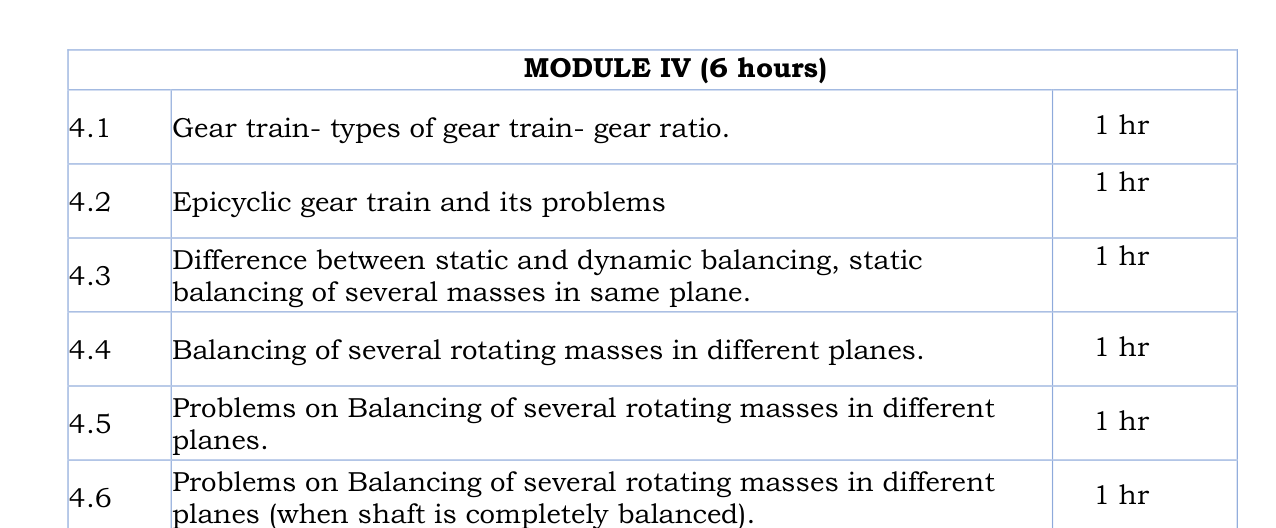 MODULE IV (6 hours)
4.1 Gear train- types of gear train- gear ratio. 1 hr
4.2 Epicyclic gear train and its problems 1 hr
4.3 Difference between static and dynamic balancing, static 1 hr
balancing of several masses in same plane.
4.4 Balancing of several rotating masses in different planes. 1 hr
4.5 Problems on Balancing of several rotating masses in different 1 hr
planes.
4.6 Problems on Balancing of several rotating masses in different 1 hr
planes (when shaft is completely balanced).